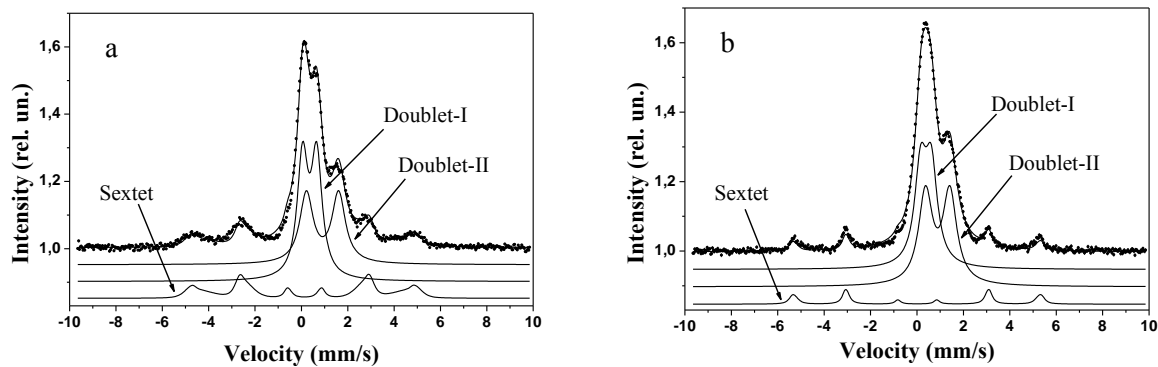 a
1,6
1,4
1,2
1,0
Intensity (rel. un.)
Doublet-I
Doublet-II
Sextet
-10 -8 -6 -4 -2 0 2 4 6 8 10
Velocity (mm/s)
b
1,6
1,4
1,2
1,0
Intensity (rel. un.)
Doublet-I
Doublet-II
Sextet
-10 -8 -6 -4 -2 0 2 4 6 8 10
Velocity (mm/s)